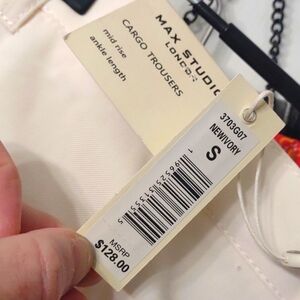 MAX STUDIO
LONDON
CARGO TROUSERS
mid rise
ankle length
3703G07
NEWIVORY
S
MSRP
$128.00